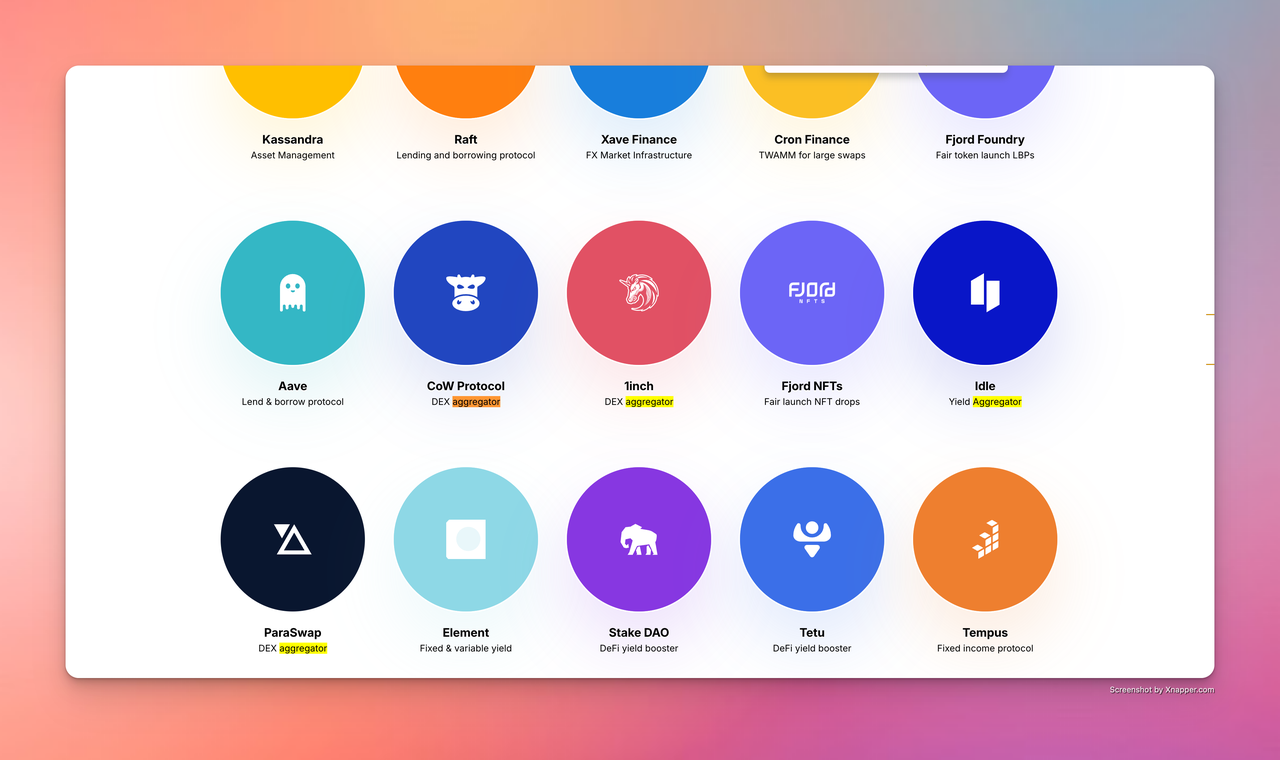 Kassandra
Asset Management
Raft
Lending and borrowing protocol
Xave Finance
FX Market Infrastructure
Cron Finance
TWAMM for large swaps
Fjord Foundry
Fair token launch LBPs
Aave
Lend & borrow protocol
CoW Protocol
DEX aggregator
1inch
DEX aggregator
FJORD
NFTS
Fjord NFTs
Fair launch NFT drops
Idle
Yield Aggregator
ParaSwap
DEX aggregator
Element
Fixed & variable yield
Stake DAO
DeFi yield booster
Tetu
DeFi yield booster
Tempus
Fixed income protocol
Screenshot by Xnapper.com